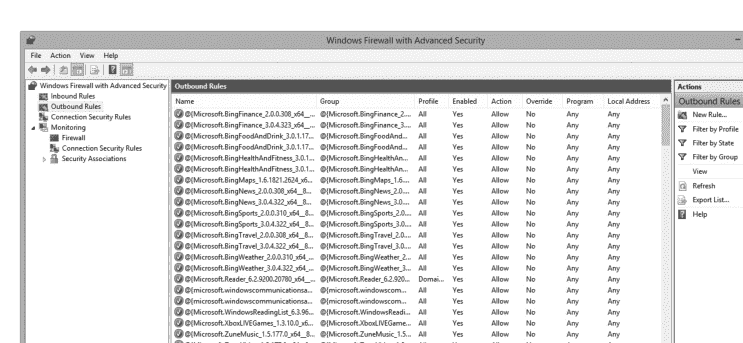 Windows Firewall with Advanced Security
File Action View Help
Windows Firewall with Advanced Security
Inbound Rules
Outbound Rules
Connection Security Rules
Monitoring
Firewall
Connection Security Rules
Security Associations
Outbound Rules
Name Group Profile Enabled Action Override Program Local Address
@{Microsoft.BingFinance_2.0.0.308_x64__... @{Microsoft.BingFinance_2.... All Yes Allow No Any Any
@{Microsoft.BingFinance_3.0.4.323_x64__... @{Microsoft.BingFinance_3.... All Yes Allow No Any Any
@{Microsoft.BingFoodAndDrink_3.0.1.17... @{Microsoft.BingFoodAnd... All Yes Allow No Any Any
@{Microsoft.BingFoodAndDrink_3.0.1.17... @{Microsoft.BingFoodAnd... All Yes Allow No Any Any
@{Microsoft.BingHealthAndFitness_3.0.1... @{Microsoft.BingHealthAn... All Yes Allow No Any Any
@{Microsoft.BingHealthAndFitness_3.0.1... @{Microsoft.BingHealthAn... All Yes Allow No Any Any
@{Microsoft.BingMaps_1.6.1821.2624_x6... @{Microsoft.BingMaps_1.6.... All Yes Allow No Any Any
@{Microsoft.BingNews_2.0.0.308_x64__8... @{Microsoft.BingNews_2.0.... All Yes Allow No Any Any
@{Microsoft.BingNews_3.0.4.322_x64__8... @{Microsoft.BingNews_3.0.... All Yes Allow No Any Any
@{Microsoft.BingSports_2.0.0.310_x64__8... @{Microsoft.BingSports_2.0.... All Yes Allow No Any Any
@{Microsoft.BingSports_3.0.4.322_x64__8... @{Microsoft.BingSports_3.0.... All Yes Allow No Any Any
@{Microsoft.BingTravel_2.0.0.308_x64__8... @{Microsoft.BingTravel_2.0.... All Yes Allow No Any Any
@{Microsoft.BingTravel_3.0.4.322_x64__8... @{Microsoft.BingTravel_3.0.... All Yes Allow No Any Any
@{Microsoft.BingWeather_2.0.0.310_x64__... @{Microsoft.BingWeather_2... All Yes Allow No Any Any
@{Microsoft.BingWeather_3.0.4.322_x64__... @{Microsoft.BingWeather_3... All Yes Allow No Any Any
@{Microsoft.Reader_6.2.9200.20780_x64__... @{Microsoft.Reader_6.2.920... Domai... Yes Allow No Any Any
@{microsoft.windowscommunicationsa... @{microsoft.windowscom... All Yes Allow No Any Any
@{microsoft.windowscommunicationsa... @{microsoft.windowscom... All Yes Allow No Any Any
@{Microsoft.WindowsReadingList_6.3.96... @{Microsoft.WindowsReadi... All Yes Allow No Any Any
@{Microsoft.XboxLIVEGames_1.3.10.0_x6... @{Microsoft.XboxLIVEGame... All Yes Allow No Any Any
@{Microsoft.ZuneMusic_1.5.177.0_x64__8... @{Microsoft.ZuneMusic_1.5.... All Yes Allow No Any Any
Actions
Outbound Rules
New Rule...
Filter by Profile
Filter by State
Filter by Group
View
Refresh
Export List...
Help